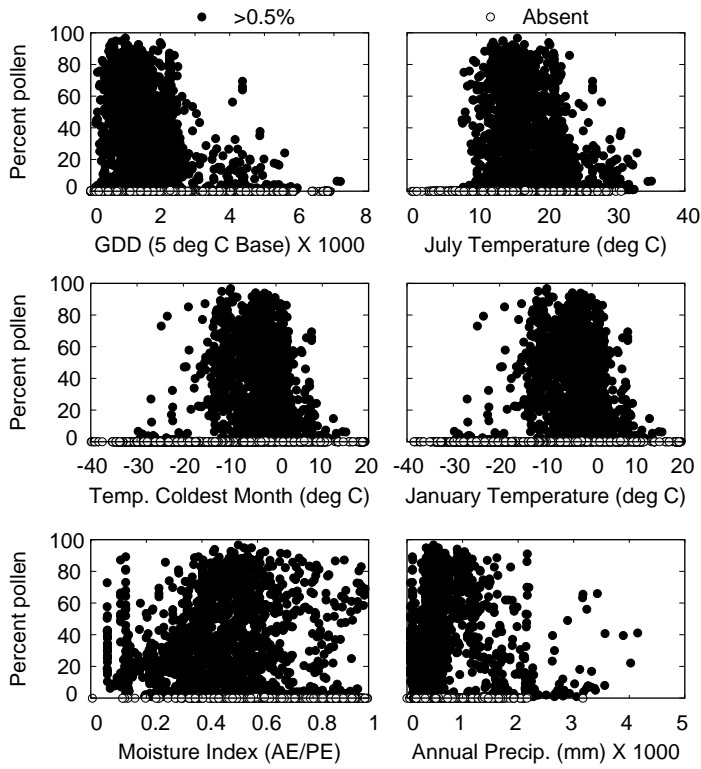 >0.5% Absent
Percent pollen
100
80
60
40
20
0
0 2 4 6 8
GDD (5 deg C Base) X 1000
0 10 20 30 40
July Temperature (deg C)
Percent pollen
100
80
60
40
20
0
-40 -30 -20 -10 0 10 20
Temp. Coldest Month (deg C)
-40 -30 -20 -10 0 10 20
January Temperature (deg C)
Percent pollen
100
80
60
40
20
0
0 0.2 0.4 0.6 0.8 1
Moisture Index (AE/PE)
0 1 2 3 4 5
Annual Precip. (mm) X 1000